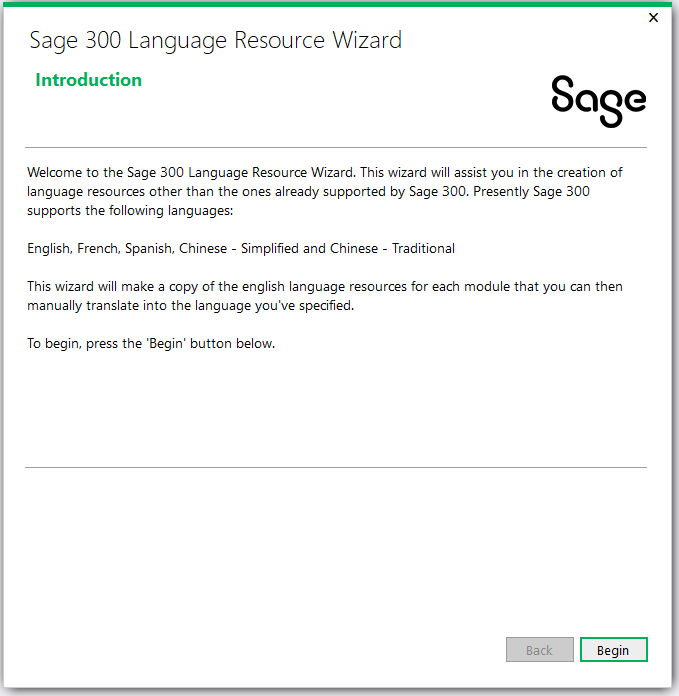 x
Sage 300 Language Resource Wizard
Introduction
Sage
Welcome to the Sage 300 Language Resource Wizard. This wizard will assist you in the creation of
language resources other than the ones already supported by Sage 300. Presently Sage 300
supports the following languages:
English, French, Spanish, Chinese - Simplified and Chinese - Traditional
This wizard will make a copy of the english language resources for each module that you can then
manually translate into the language you've specified.
To begin, press the 'Begin' button below.
Back Begin